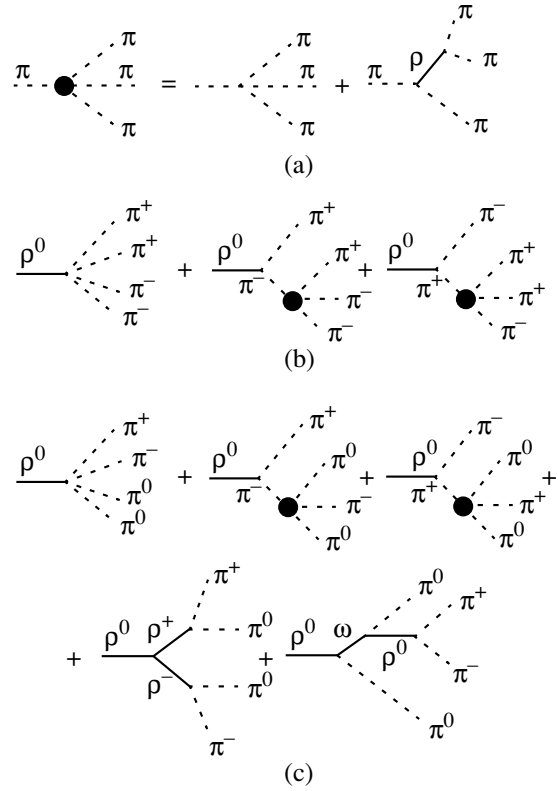 π
π = π + π ρ π
π
π π π
(a)
π⁺ π⁺ π⁻
ρ⁰ π⁺ + ρ⁰ π⁺ + ρ⁰ π⁺
π⁻ π⁻ π⁻ π⁺ π⁺
π⁻ π⁻ π⁻
(b)
π⁺ π⁺ π⁻
ρ⁰ π⁻ + ρ⁰ π⁰ + ρ⁰ π⁰ +
π⁰ π⁻ π⁻ π⁺ π⁺
π⁰ π⁰ π⁰
π⁺ π⁰ π⁺
+ ρ⁰ ρ⁺ π⁰ + ρ⁰ ω ρ⁰
ρ⁻ π⁰ π⁻
π⁻ π⁰
(c)